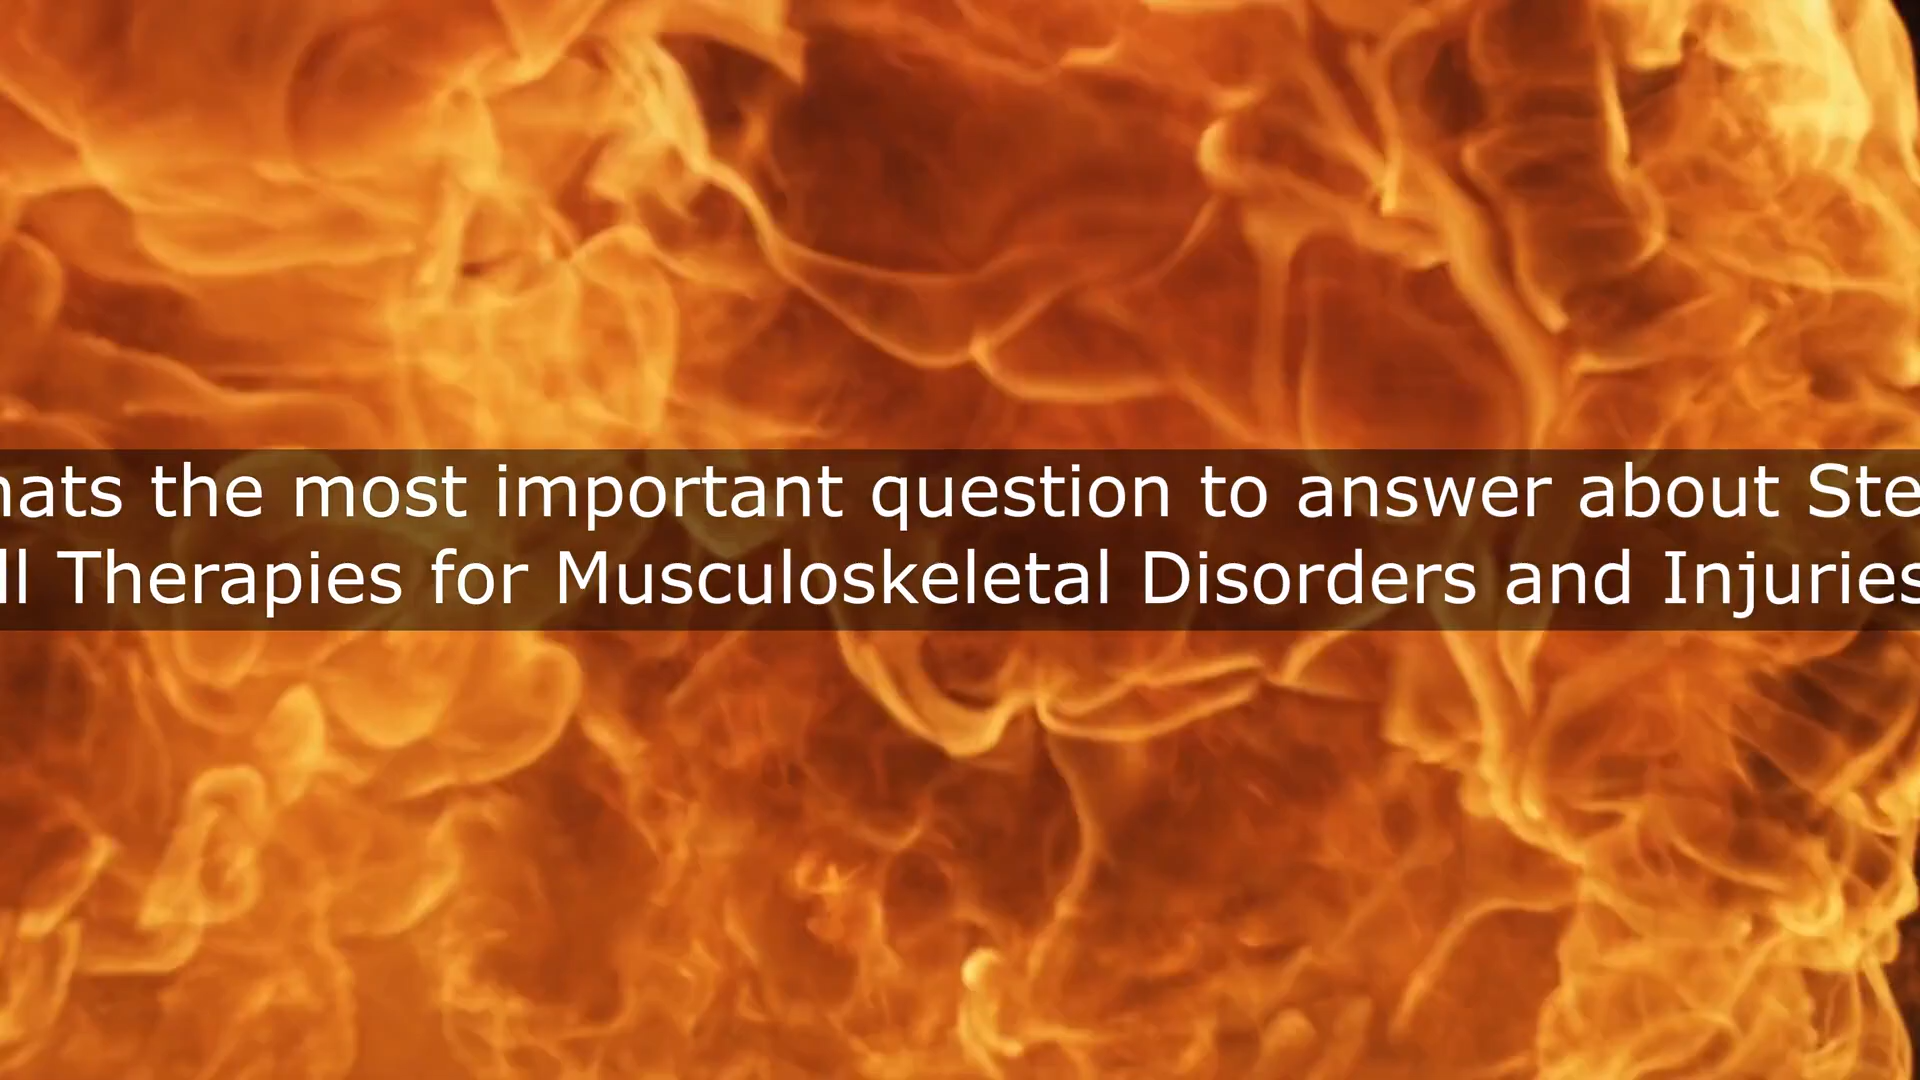 hats the most important question to answer about Ste
ll Therapies for Musculoskeletal Disorders and Injuries